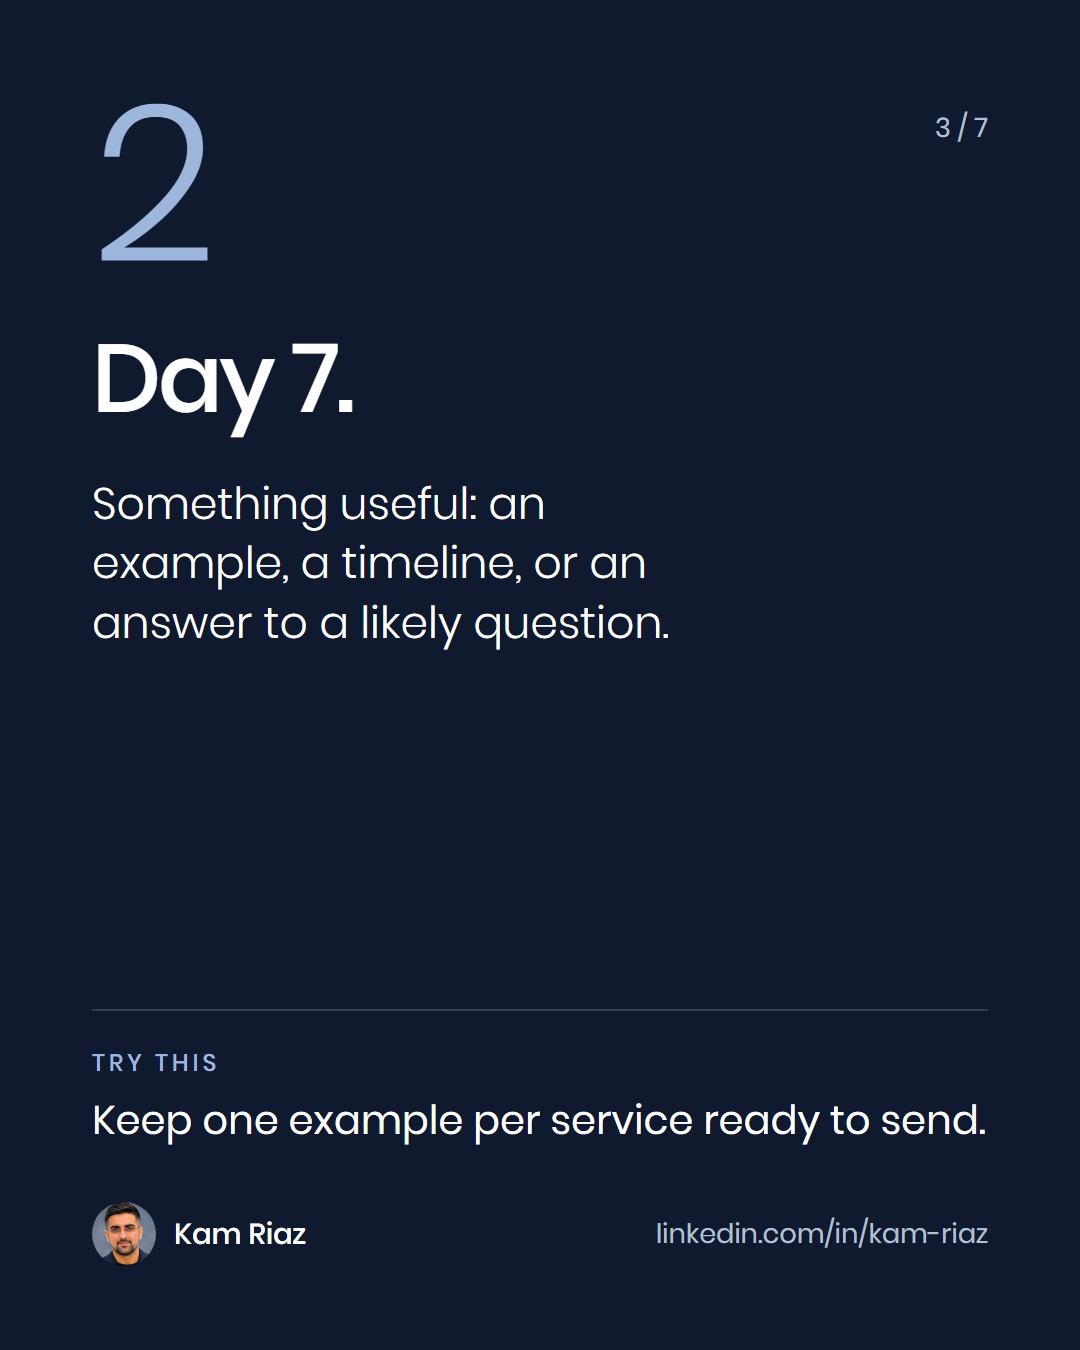 2
3 / 7
Day 7.
Something useful: an
example, a timeline, or an
answer to a likely question.
TRY THIS
Keep one example per service ready to send.
Kam Riaz
linkedin.com/in/kam-riaz